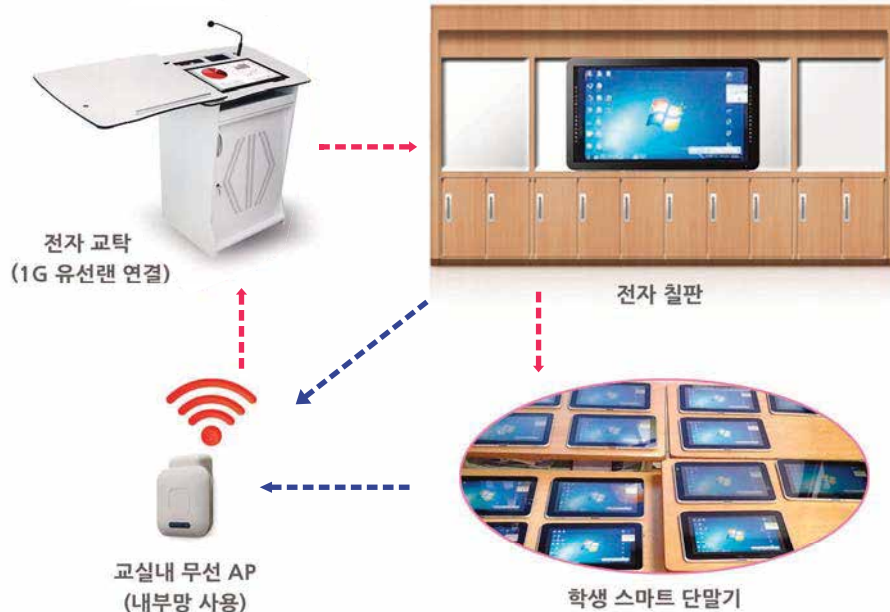 전자 교탁
(1G 유선랜 연결)
전자 칠판
교실내 무선 AP
(내부망 사용)
학생 스마트 단말기